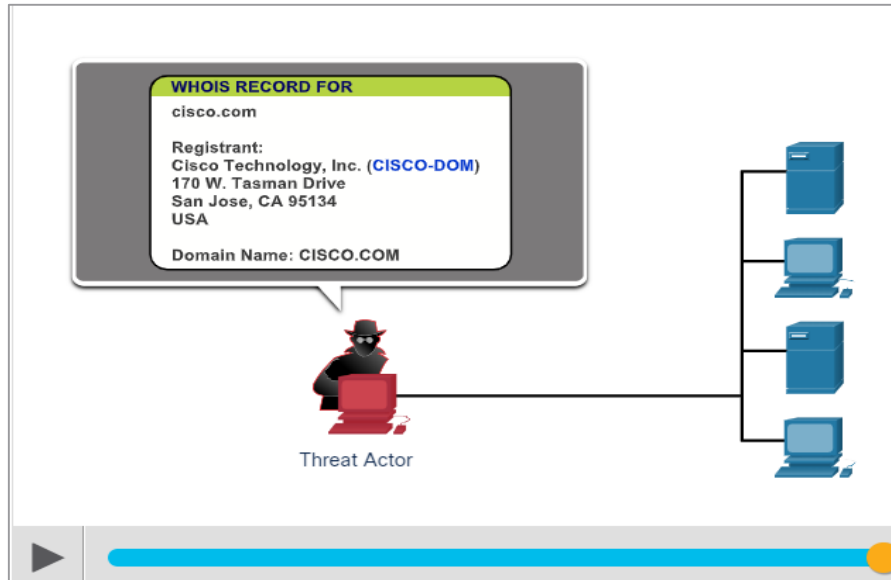 WHOIS RECORD FOR
cisco.com
Registrant:
Cisco Technology, Inc. (CISCO-DOM)
170 W. Tasman Drive
San Jose, CA 95134
USA
Domain Name: CISCO.COM
Threat Actor